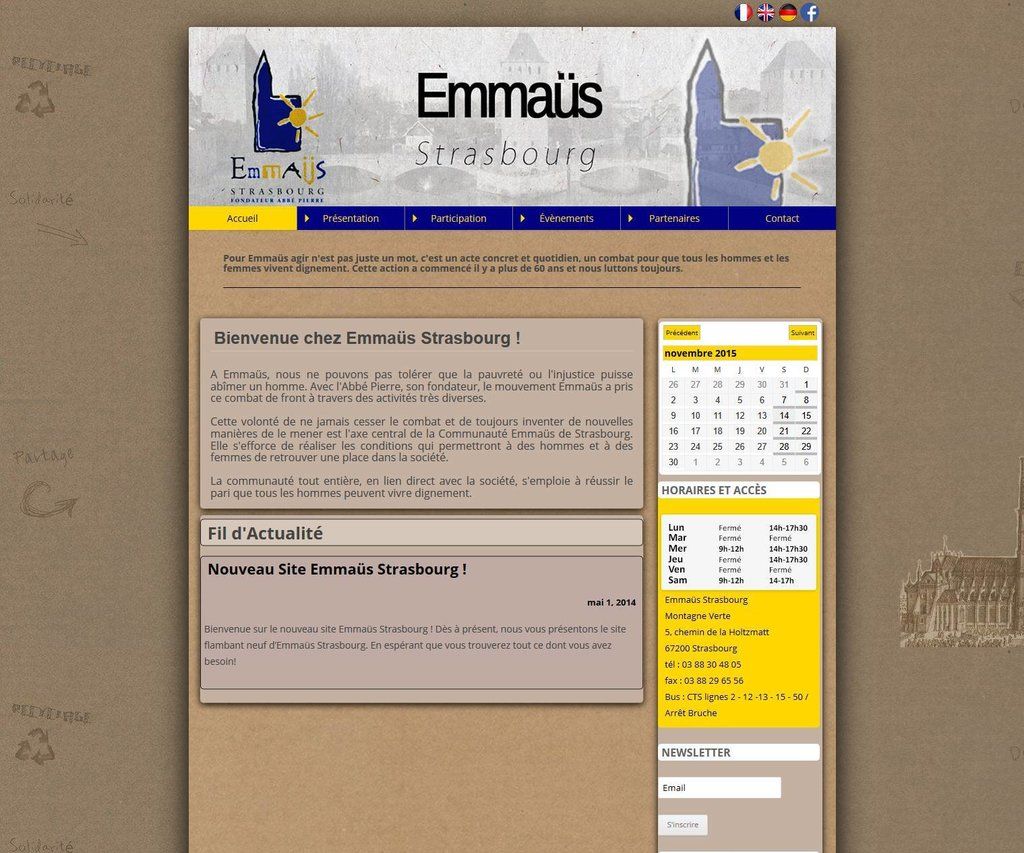 RECYCLAGE
Solidarité
Partage
RECYCLAGE
Solidarité
EmmAÜS
STRASBOURG
FONDATEUR ABBÉ PIERRE
Emmaüs
Strasbourg
Accueil Présentation Participation Évènements Partenaires Contact
Pour Emmaüs agir n'est pas juste un mot, c'est un acte concret et quotidien, un combat pour que tous les hommes et les
femmes vivent dignement. Cette action a commencé il y a plus de 60 ans et nous luttons toujours.
Bienvenue chez Emmaüs Strasbourg !
A Emmaüs, nous ne pouvons pas tolérer que la pauvreté ou l'injustice puisse
abîmer un homme. Avec l'Abbé Pierre, son fondateur, le mouvement Emmaüs a pris
ce combat de front à travers des activités très diverses.
Cette volonté de ne jamais cesser le combat et de toujours inventer de nouvelles
manières de le mener est l'axe central de la Communauté Emmaüs de Strasbourg.
Elle s'efforce de réaliser les conditions qui permettront à des hommes et à des
femmes de retrouver une place dans la société.
La communauté tout entière, en lien direct avec la société, s'emploie à réussir le
pari que tous les hommes peuvent vivre dignement.
Fil d'Actualité
Nouveau Site Emmaüs Strasbourg !
mai 1, 2014
Bienvenue sur le nouveau site Emmaüs Strasbourg ! Dès à présent, nous vous présentons le site
flambant neuf d'Emmaüs Strasbourg. En espérant que vous trouverez tout ce dont vous avez
besoin!
Précédent Suivant
novembre 2015
L M M J V S D
26 27 28 29 30 31 1
2 3 4 5 6 7 8
9 10 11 12 13 14 15
16 17 18 19 20 21 22
23 24 25 26 27 28 29
30 1 2 3 4 5 6
HORAIRES ET ACCÈS
Lun Fermé 14h-17h30
Mar Fermé Fermé
Mer 9h-12h 14h-17h30
Jeu Fermé 14h-17h30
Ven Fermé Fermé
Sam 9h-12h 14-17h
Emmaüs Strasbourg
Montagne Verte
5, chemin de la Holtzmatt
67200 Strasbourg
tél : 03 88 30 48 05
fax : 03 88 29 65 56
Bus : CTS lignes 2 - 12 -13 - 15 - 50 /
Arrêt Bruche
NEWSLETTER
Email
S'inscrire